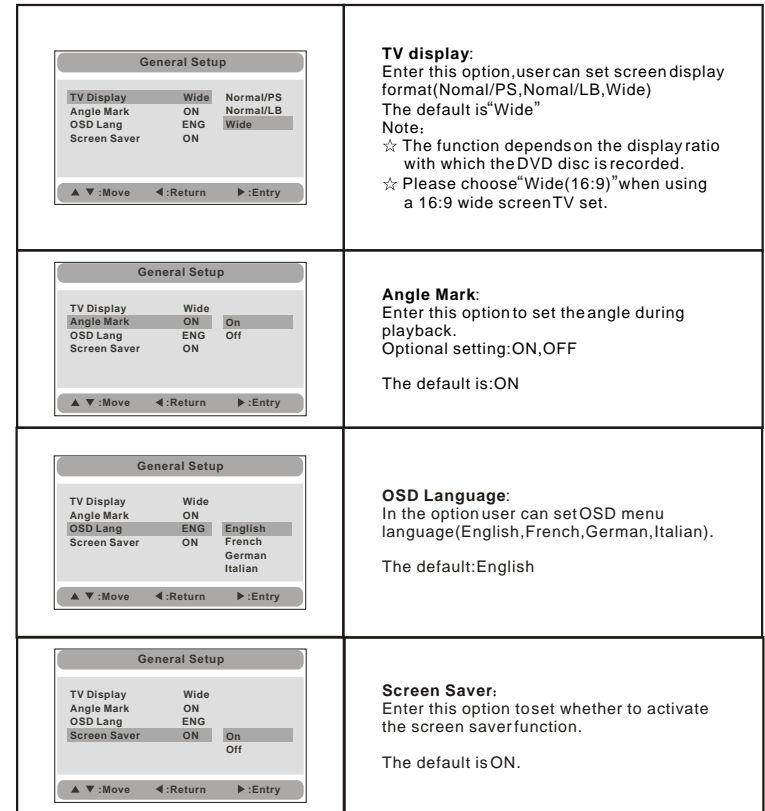 General Setup
TV Display Wide Normal/PS
Angle Mark ON Normal/LB
OSD Lang ENG Wide
Screen Saver ON
▲ ▼ :Move ◀ :Return ▶ :Entry
TV display:
Enter this option,user can set screen display
format(Nomal/PS,Nomal/LB,Wide)
The default is“Wide”
Note:
☆ The function depends on the display ratio
with which the DVD disc is recorded.
☆ Please choose“Wide(16:9)”when using
a 16:9 wide screen TV set.
General Setup
TV Display Wide
Angle Mark ON On
OSD Lang ENG Off
Screen Saver ON
▲ ▼ :Move ◀ :Return ▶ :Entry
Angle Mark:
Enter this option to set the angle during
playback.
Optional setting:ON,OFF
The default is:ON
General Setup
TV Display Wide
Angle Mark ON
OSD Lang ENG English
Screen Saver ON French
German
Italian
▲ ▼ :Move ◀ :Return ▶ :Entry
OSD Language:
In the option user can set OSD menu
language(English,French,German,Italian).
The default:English
General Setup
TV Display Wide
Angle Mark ON
OSD Lang ENG
Screen Saver ON On
Off
▲ ▼ :Move ◀ :Return ▶ :Entry
Screen Saver:
Enter this option to set whether to activate
the screen saver function.
The default is ON.